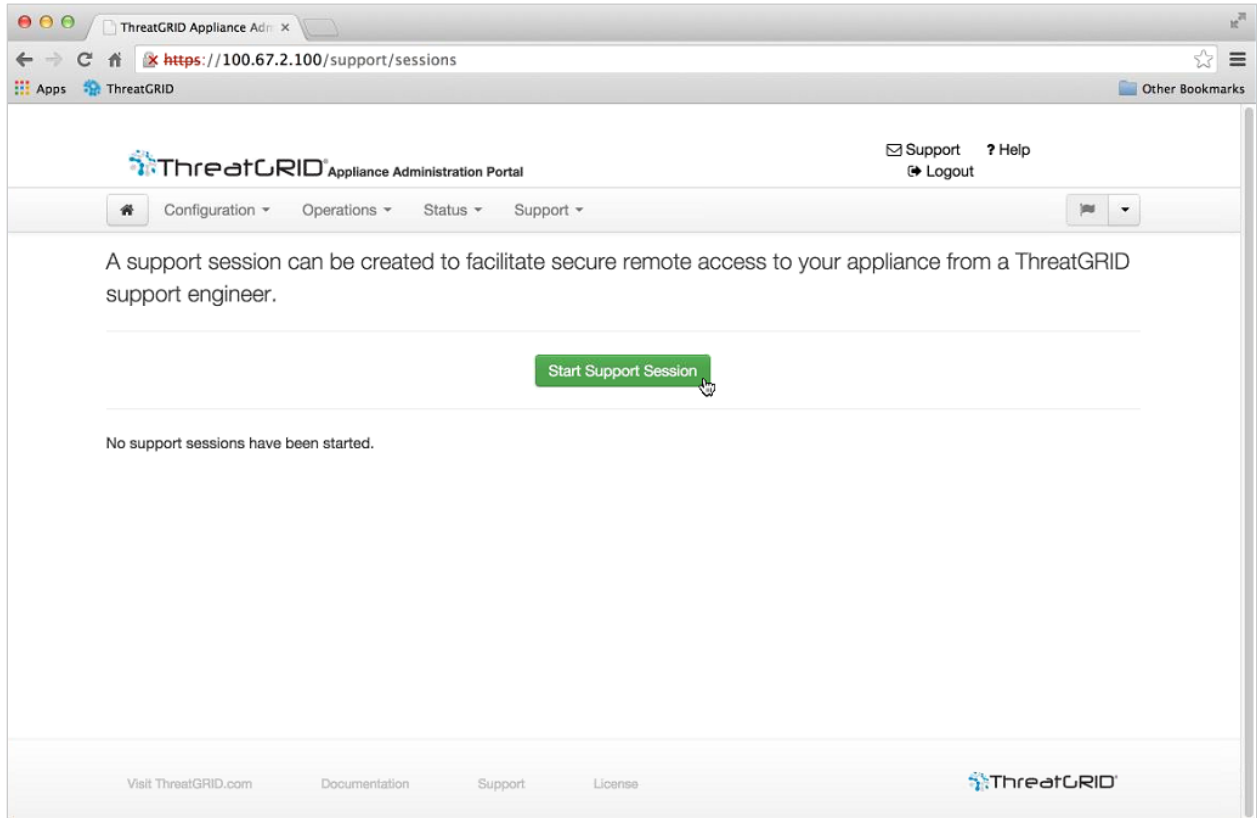 ThreatGRID Appliance Adm
https://100.67.2.100/support/sessions
Apps ThreatGRID Other Bookmarks
ThreatGRID® Appliance Administration Portal
Support ? Help
Logout
Configuration Operations Status Support
A support session can be created to facilitate secure remote access to your appliance from a ThreatGRID
support engineer.
Start Support Session
No support sessions have been started.
Visit ThreatGRID.com Documentation Support License ThreatGRID®